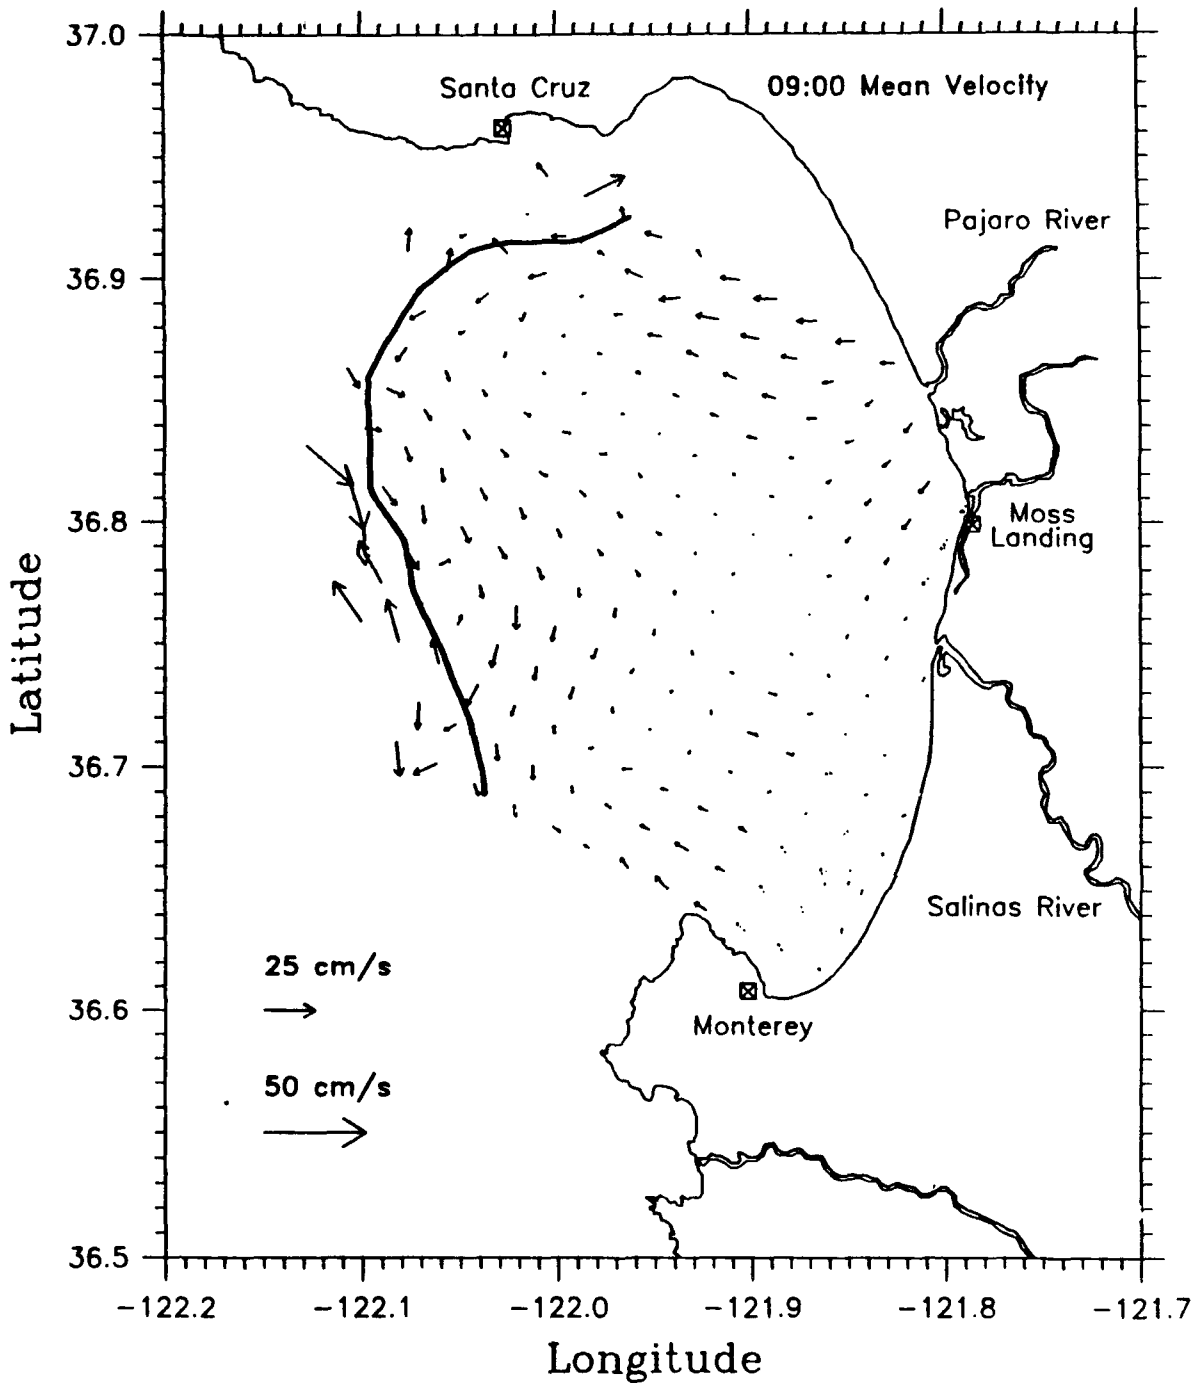 37.0
Santa Cruz
09:00 Mean Velocity
Pajaro River
36.9
36.8
Moss
Landing
Latitude
36.7
Salinas River
25 cm/s
36.6
Monterey
50 cm/s
36.5
-122.2
-122.1
-122.0
-121.9
-121.8
-121.7
Longitude